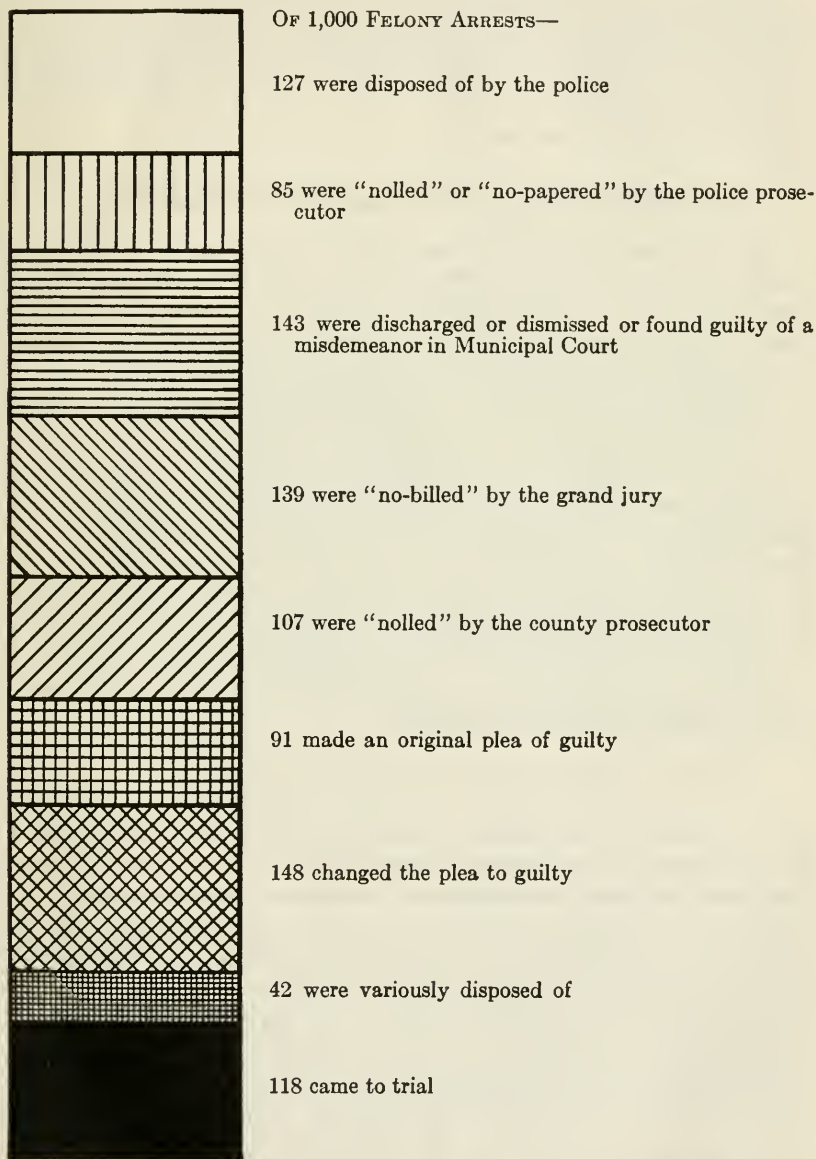 OF 1,000 FELONY ARRESTS—
127 were disposed of by the police
85 were “nolled” or “no-papered” by the police prose-
cutor
143 were discharged or dismissed or found guilty of a
misdemeanor in Municipal Court
139 were “no-billed” by the grand jury
107 were “nolled” by the county prosecutor
91 made an original plea of guilty
148 changed the plea to guilty
42 were variously disposed of
118 came to trial